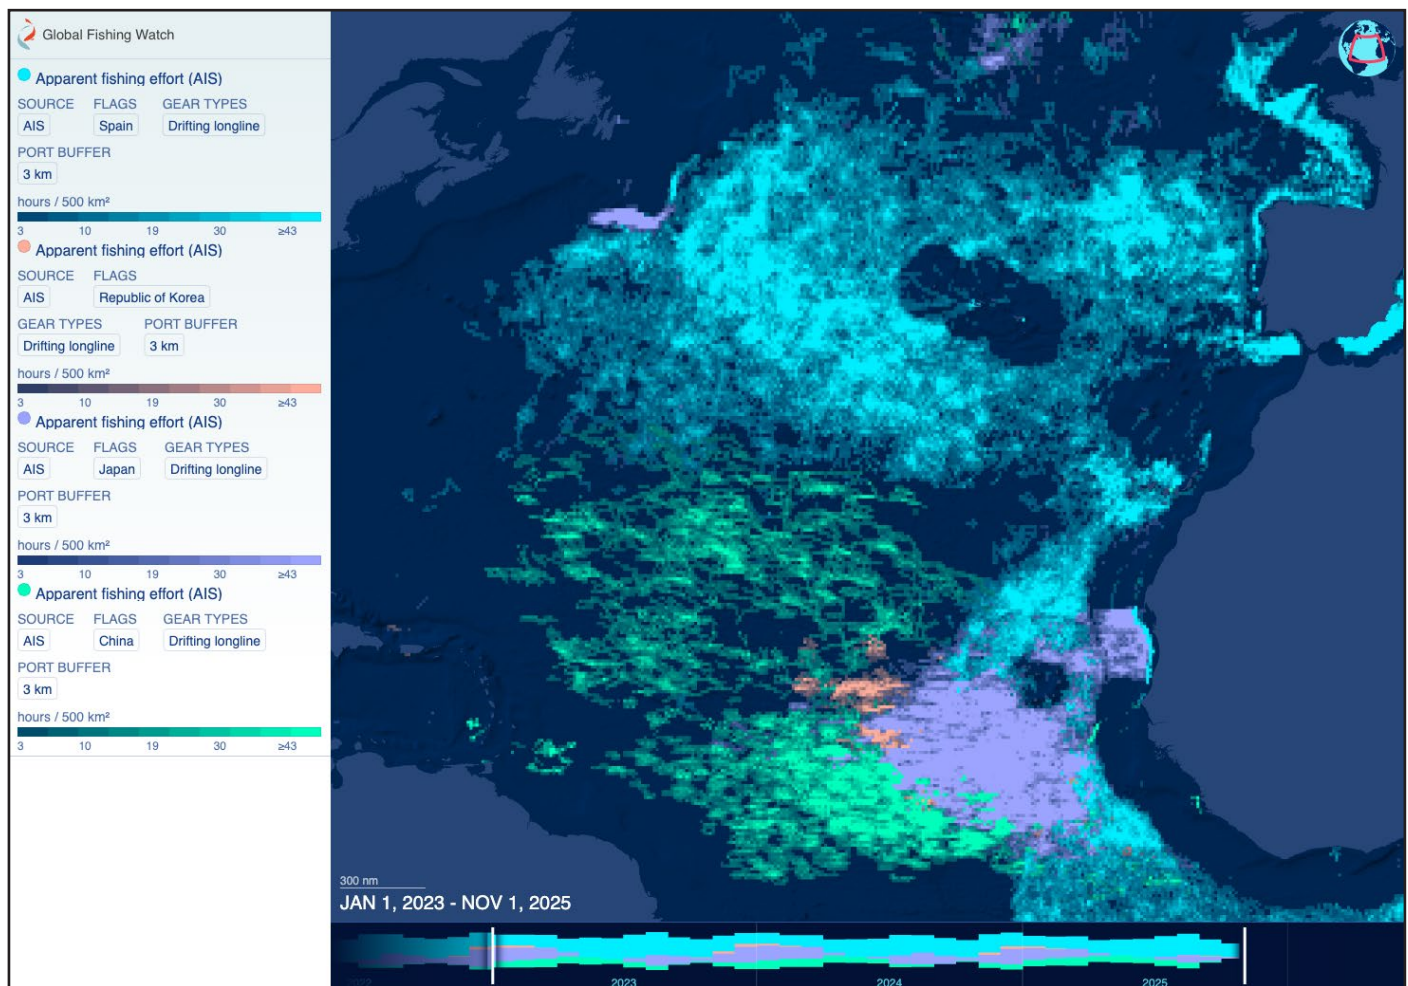 Global Fishing Watch
Apparent fishing effort (AIS)
SOURCE FLAGS GEAR TYPES
AIS Spain Drifting longline
PORT BUFFER
3 km
hours / 500 km²
3 10 19 30 ≥43
Apparent fishing effort (AIS)
SOURCE FLAGS
AIS Republic of Korea
GEAR TYPES PORT BUFFER
Drifting longline 3 km
hours / 500 km²
3 10 19 30 ≥43
Apparent fishing effort (AIS)
SOURCE FLAGS GEAR TYPES
AIS Japan Drifting longline
PORT BUFFER
3 km
hours / 500 km²
3 10 19 30 ≥43
Apparent fishing effort (AIS)
SOURCE FLAGS GEAR TYPES
AIS China Drifting longline
PORT BUFFER
3 km
hours / 500 km²
3 10 19 30 ≥43
300 nm
JAN 1, 2023 - NOV 1, 2025
2022 2023 2024 2025